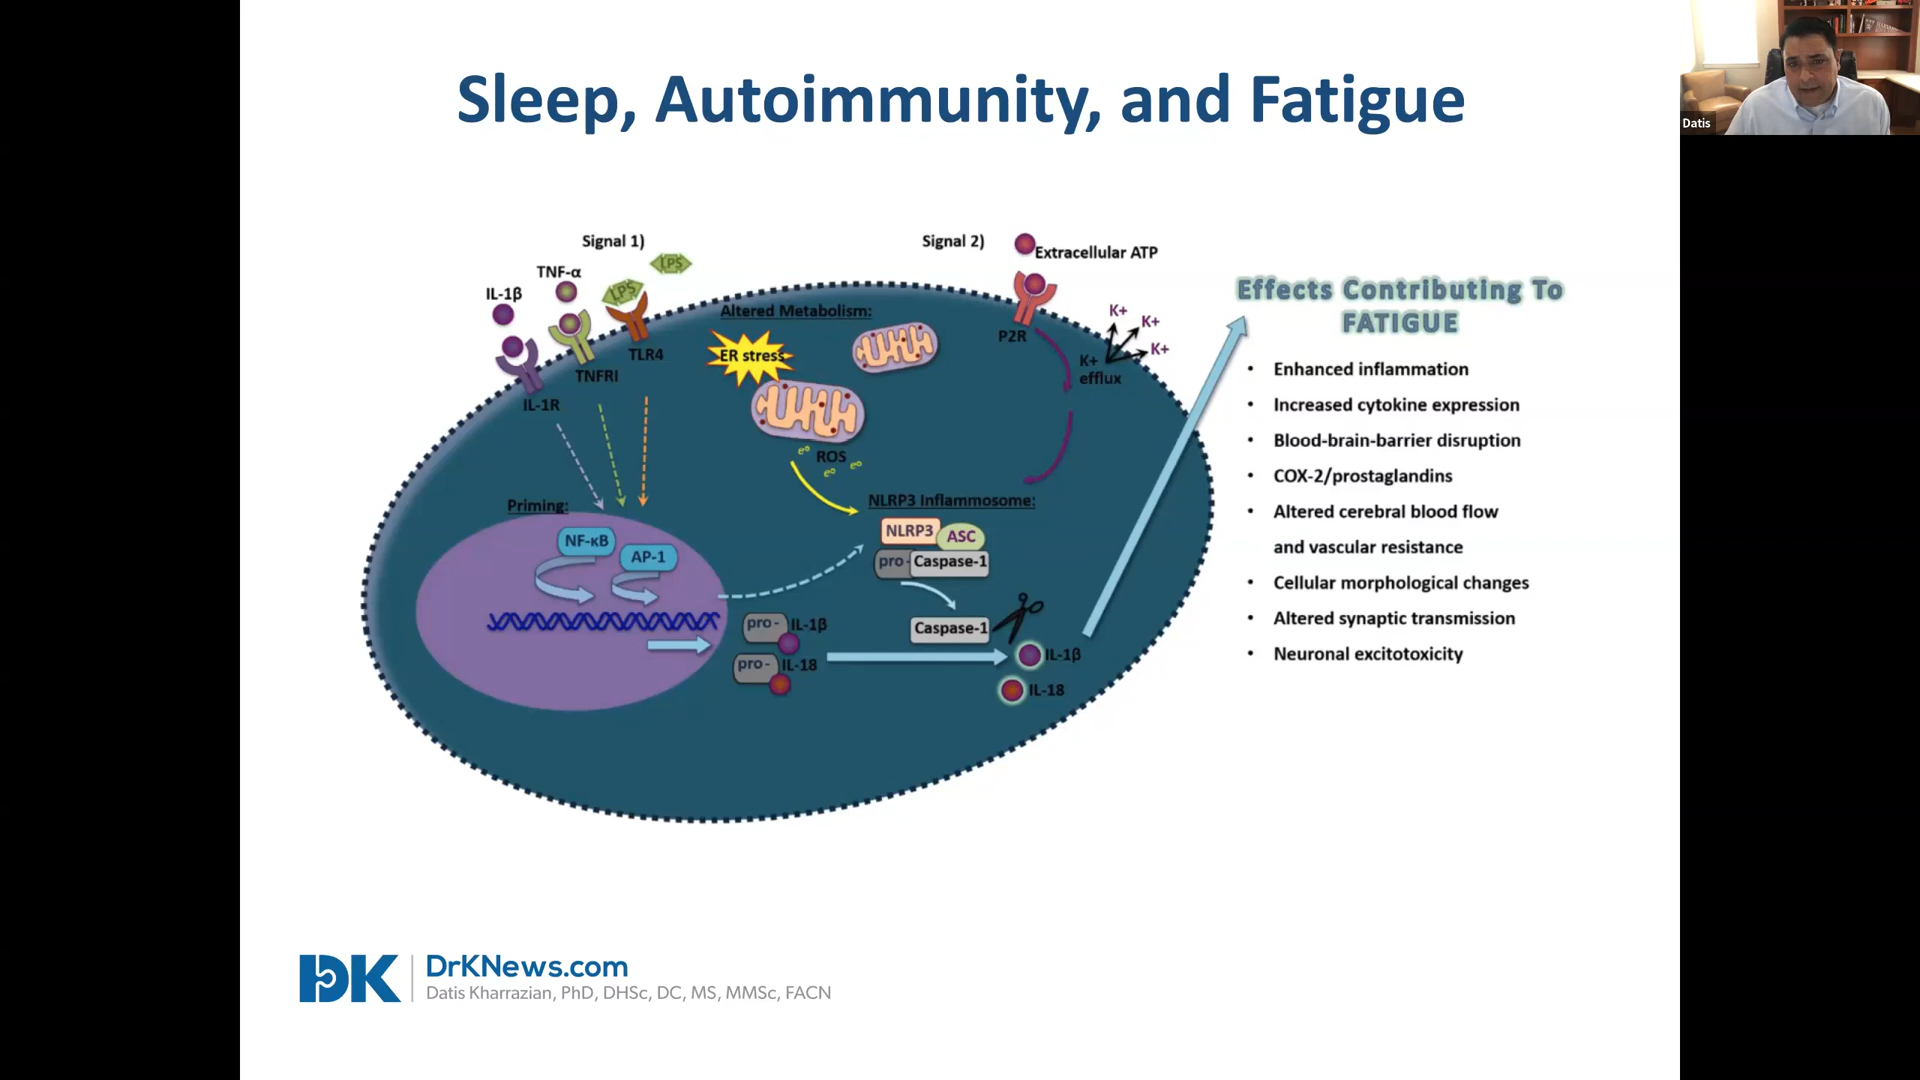 Sleep, Autoimmunity, and Fatigue
Datis
Signal 1)
LPS
TNF-α
LPS
IL-1β
TLR4
TNFRI
IL-1R
Signal 2)
Extracellular ATP
P2R
K+
K+
K+
K+
efflux
Altered Metabolism:
ER stress
ROS
Priming:
NF-κB
AP-1
NLRP3 Inflammosome:
NLRP3
ASC
pro-
Caspase-1
Caspase-1
pro-
IL-1β
pro-
IL-18
IL-1β
IL-18
Effects Contributing To
FATIGUE
• Enhanced inflammation
• Increased cytokine expression
• Blood-brain-barrier disruption
• COX-2/prostaglandins
• Altered cerebral blood flow
and vascular resistance
• Cellular morphological changes
• Altered synaptic transmission
• Neuronal excitotoxicity
DK
DrKNews.com
Datis Kharrazian, PhD, DHSc, DC, MS, MMSc, FACN